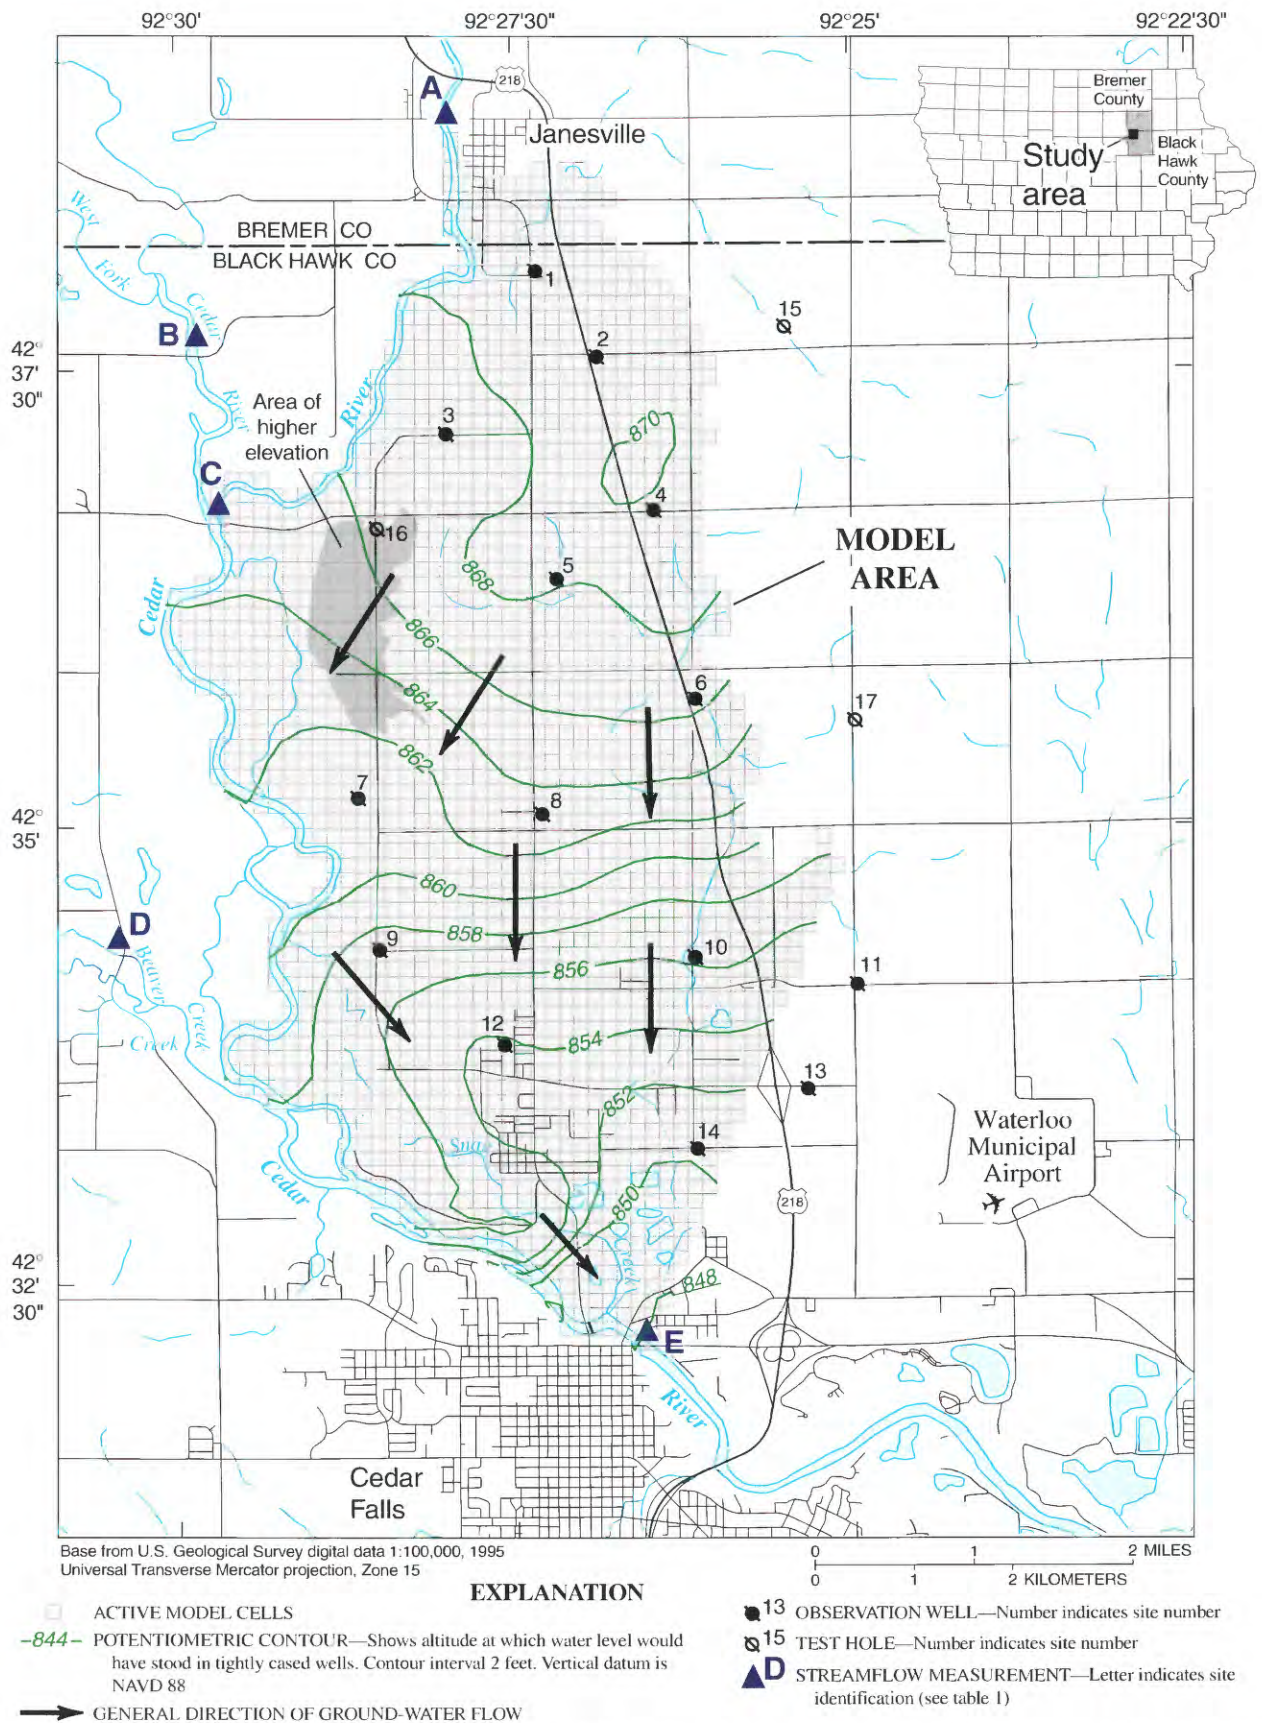 92°30'
92°27'30"
92°25'
92°22'30"
A
218
Janesville
Bremer
County
Study
area
Black
Hawk
County
West
Fork
BREMER CO
BLACK HAWK CO
1
15
Cedar
B
2
42°
37'
30"
River
River
Area of
higher
elevation
3
870
C
4
16
MODEL
AREA
868
5
Cedar
866
6
864
17
862
7
8
42°
35'
860
D
858
9
10
856
11
Beaver
Creek
Creek
12
854
13
852
Waterloo
Municipal
Airport
14
Snag
Cedar
850
218
Creek
42°
32'
30"
848
E
River
Cedar
Falls
Base from U.S. Geological Survey digital data 1:100,000, 1995
Universal Transverse Mercator projection, Zone 15
0 1 2 MILES
0 1 2 KILOMETERS
EXPLANATION
ACTIVE MODEL CELLS
–844– POTENTIOMETRIC CONTOUR—Shows altitude at which water level would
have stood in tightly cased wells. Contour interval 2 feet. Vertical datum is
NAVD 88
GENERAL DIRECTION OF GROUND-WATER FLOW
13 OBSERVATION WELL—Number indicates site number
15 TEST HOLE—Number indicates site number
D STREAMFLOW MEASUREMENT—Letter indicates site
identification (see table 1)